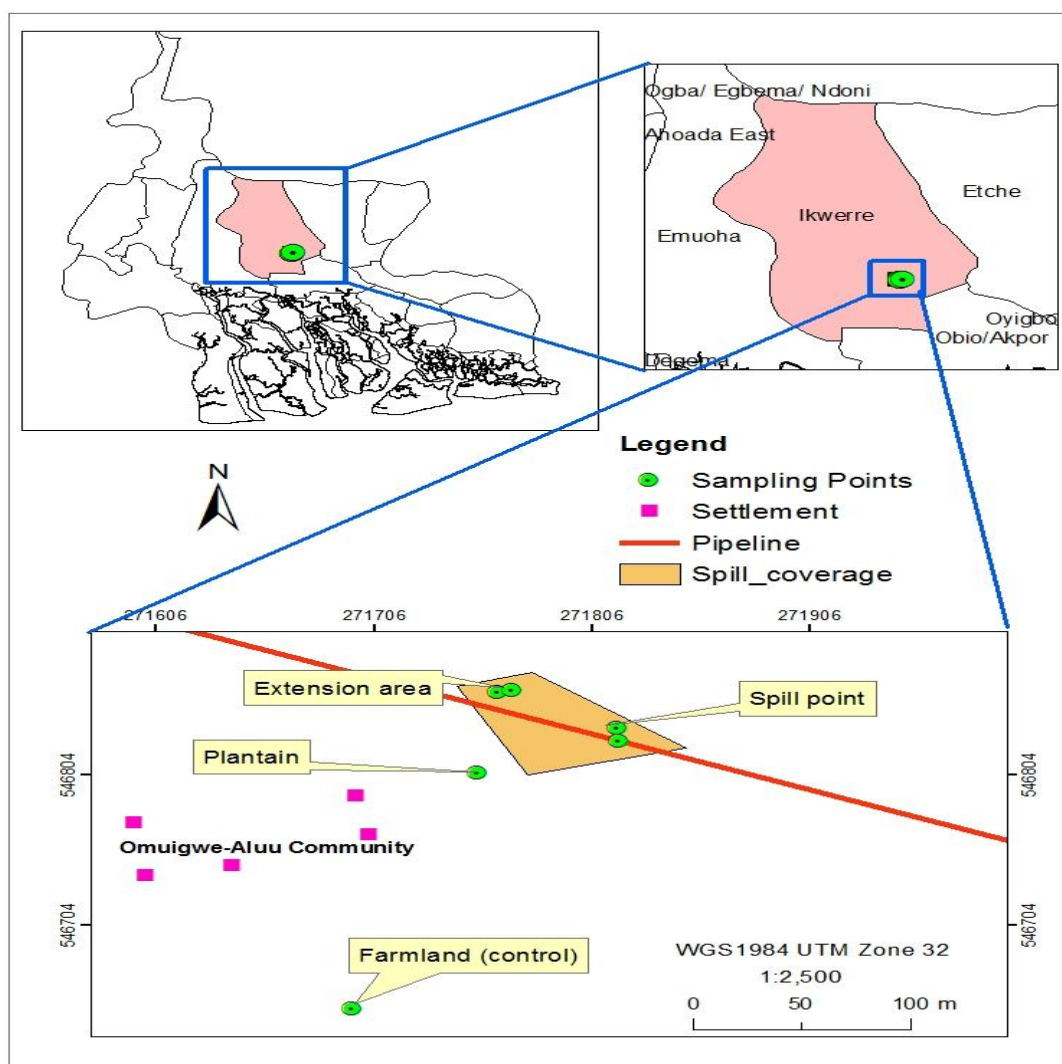 Ogba/ Egbema/ Ndoni
Ahoada East
Etche
Ikwerre
Emuoha
Oyigbo
Obio/Akpor
Degema
N
Legend
Sampling Points
Settlement
Pipeline
Spill_coverage
271606
271706
271806
271906
Extension area
Spill point
Plantain
546804
546804
Omuigwe-Aluu Community
546704
546704
Farmland (control)
WGS1984 UTM Zone 32
1:2,500
0 50 100 m